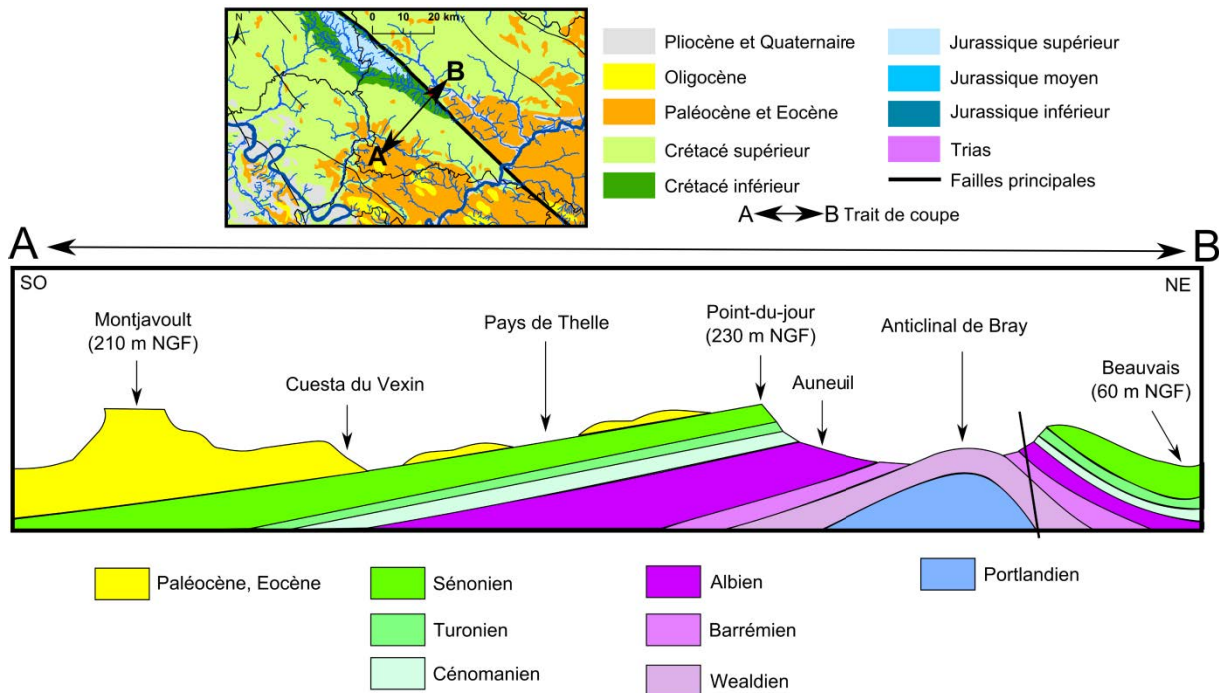 N
0 10 20 km
B
A
Pliocène et Quaternaire
Oligocène
Paléocène et Eocène
Crétacé supérieur
Crétacé inférieur
Jurassique supérieur
Jurassique moyen
Jurassique inférieur
Trias
Failles principales
A B Trait de coupe
A B
SO NE
Montjavoult
(210 m NGF)
Cuesta du Vexin
Pays de Thelle
Point-du-jour
(230 m NGF)
Auneuil
Anticlinal de Bray
Beauvais
(60 m NGF)
Paléocène, Eocène
Sénonien
Turonien
Cénomanien
Albien
Barrémien
Wealdien
Portlandien